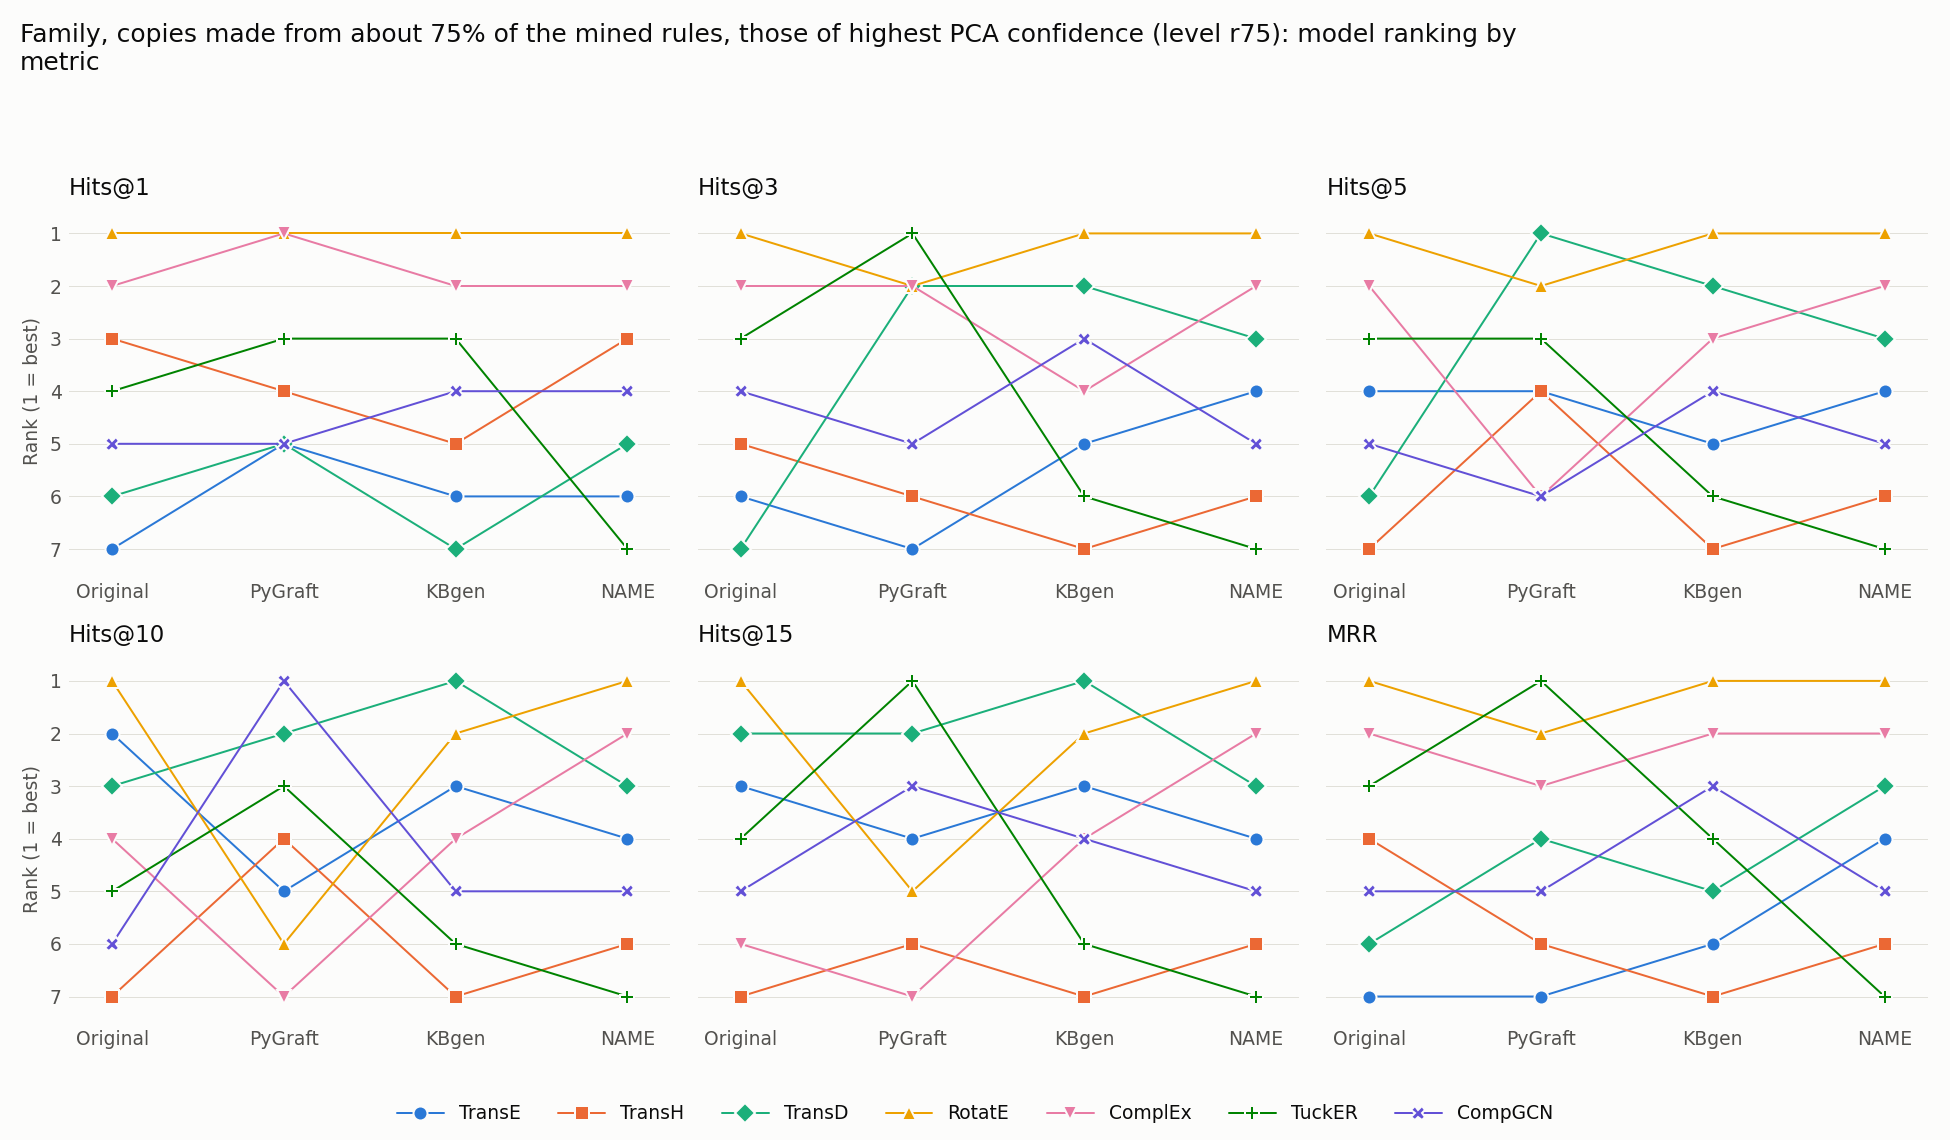 Family, copies made from about 75% of the mined rules, those of highest PCA confidence (level r75): model ranking by
metric
Hits@1
Hits@3
Hits@5
Rank (1 = best)
1
2
3
4
5
6
7
Original PyGraft KBgen NAME
Original PyGraft KBgen NAME
Original PyGraft KBgen NAME
Hits@10
Hits@15
MRR
Rank (1 = best)
1
2
3
4
5
6
7
Original PyGraft KBgen NAME
Original PyGraft KBgen NAME
Original PyGraft KBgen NAME
TransE TransH TransD RotatE ComplEx TuckER CompGCN